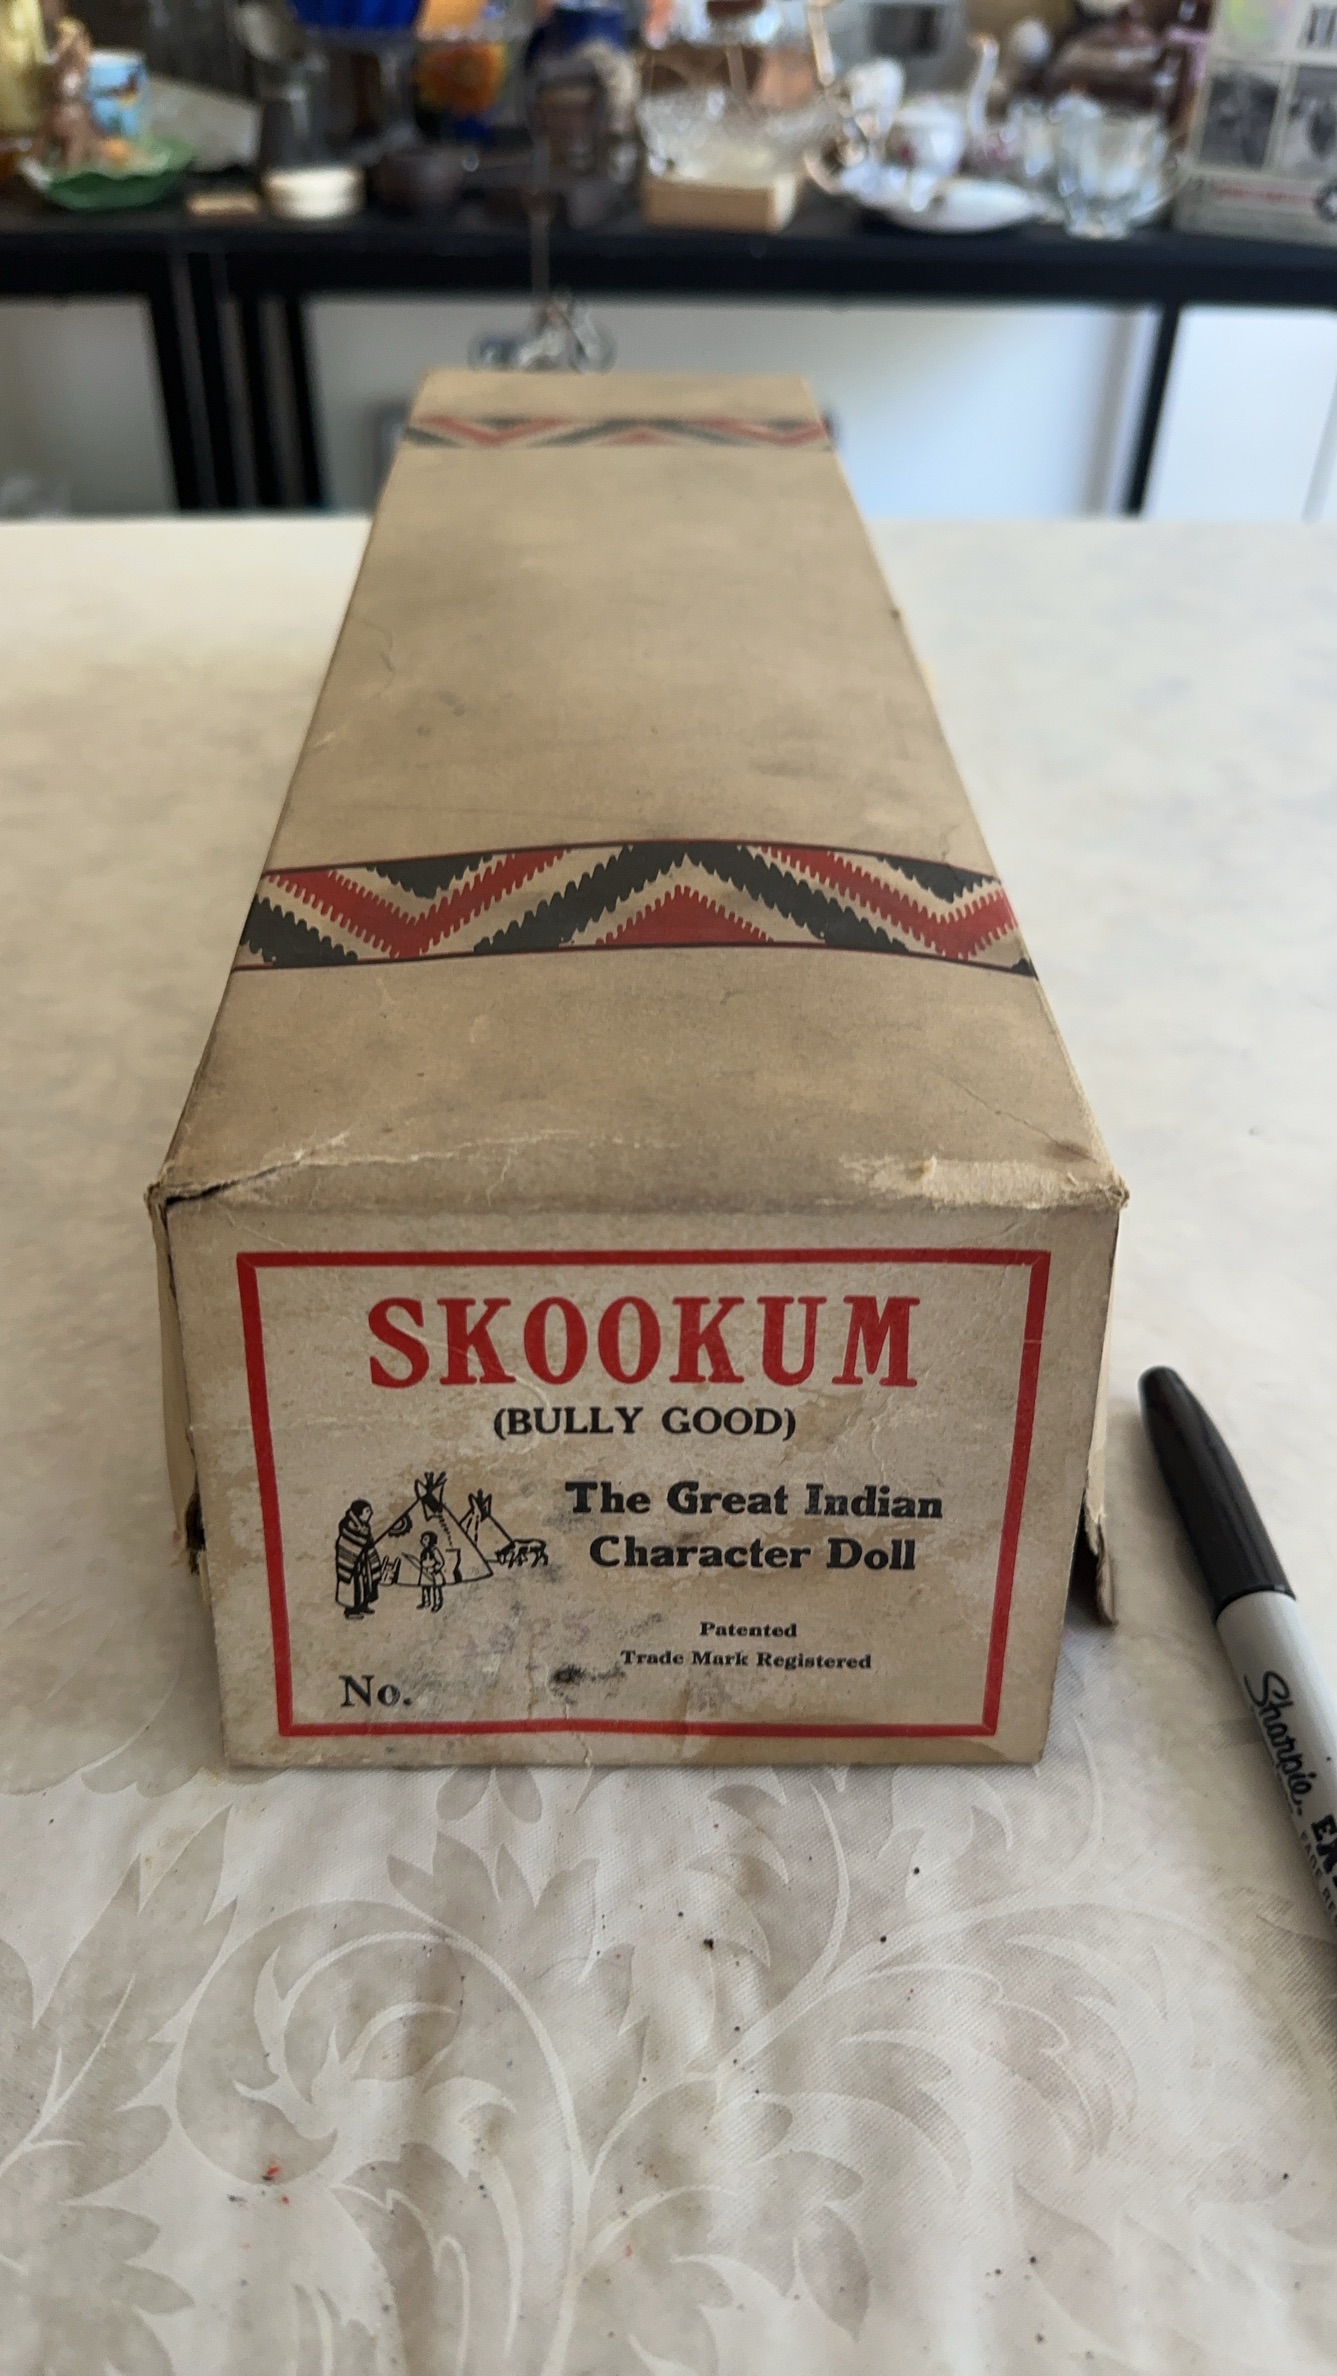 SKOOKUM
(BULLY GOOD)
The Great Indian
Character Doll
Patented
Trade Mark Registered
No.
Sharpie.